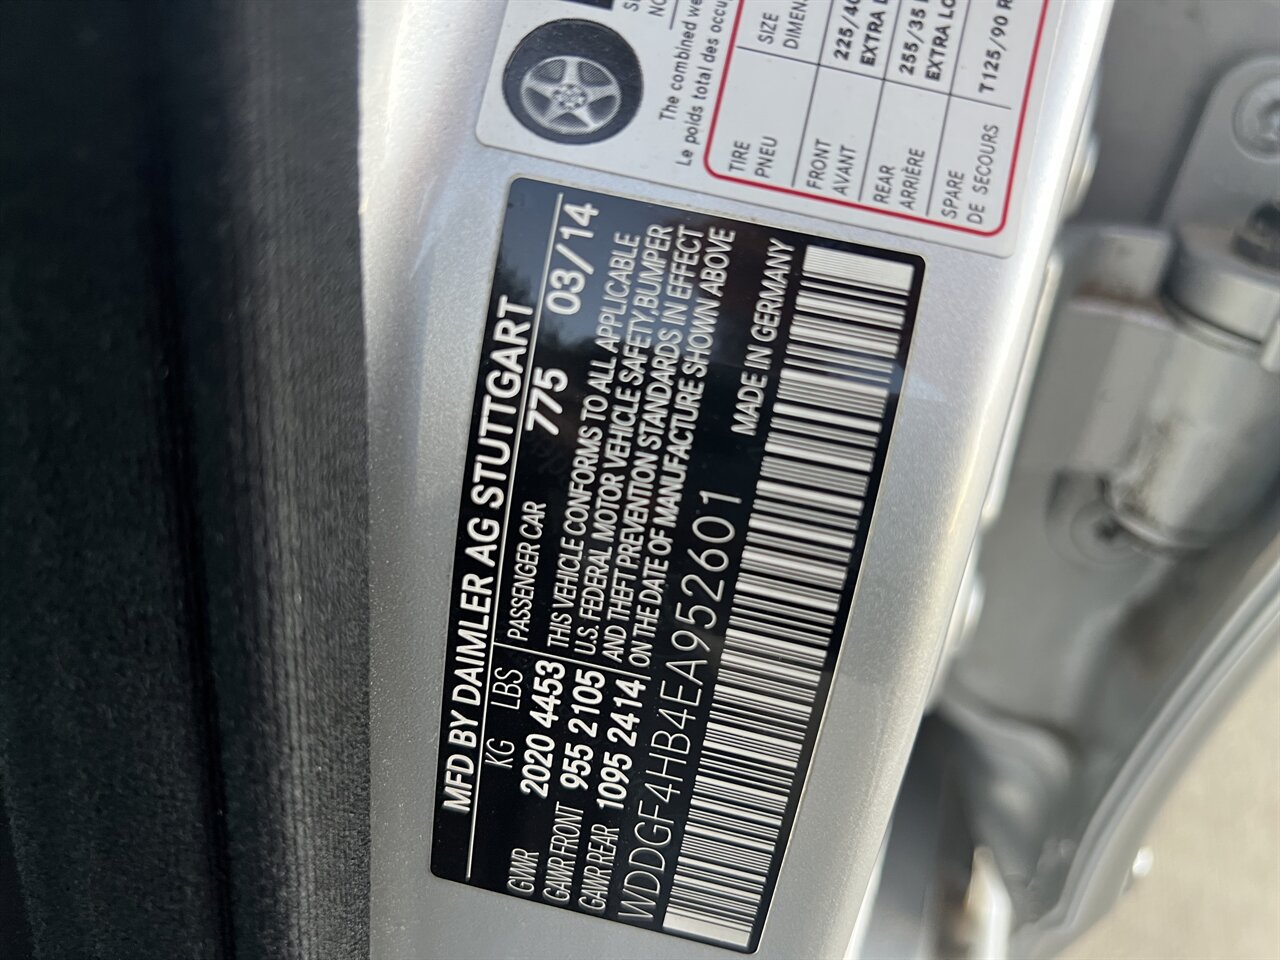 MFD BY DAIMLER AG STUTTGART
KG LBS PASSENGER CAR 775 03/14
GVWR 2020 4453
GAWR FRONT 955 2105
GAWR REAR 1095 2414
THIS VEHICLE CONFORMS TO ALL APPLICABLE
U.S. FEDERAL MOTOR VEHICLE SAFETY, BUMPER
AND THEFT PREVENTION STANDARDS IN EFFECT
ON THE DATE OF MANUFACTURE SHOWN ABOVE
WDDGF4HB4EA952601 MADE IN GERMANY
The combined
Le poids total des
TIRE SIZE
PNEU
FRONT
AVANT EXTRA
REAR 255/35
ARRIÈRE EXTRA
SPARE T125/90
DE SECOURS